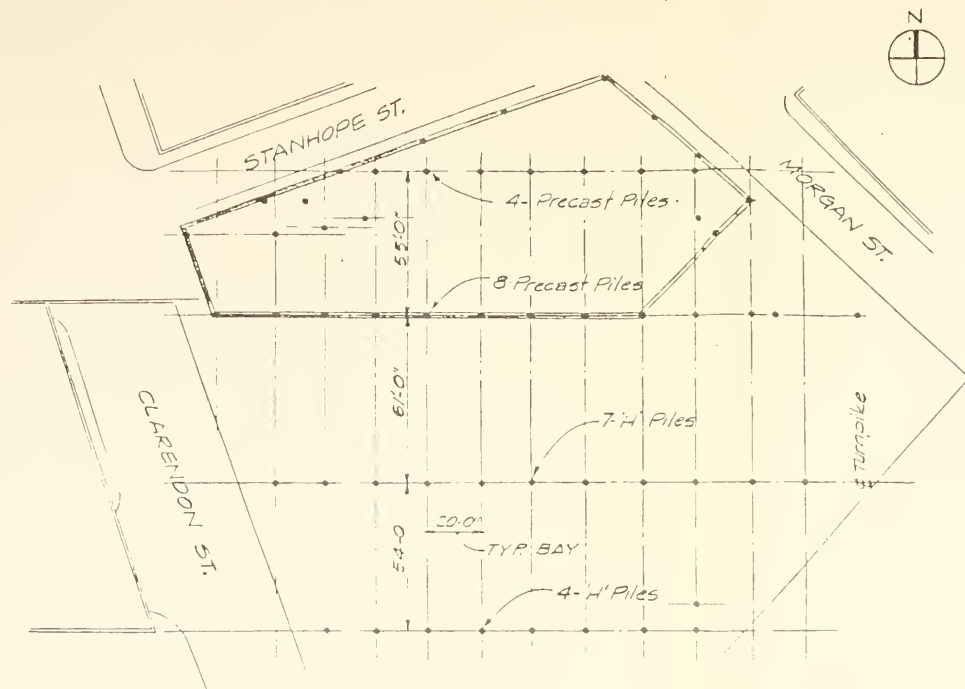 N
STANHOPE ST.
MORGAN ST.
4- Precast Piles
55'-0"
8 Precast Piles
61'-0"
CLARENDON ST.
7-'H' Piles
℄ Turnpike
20'-0"
TYP. BAY
54'-0
4-'H' Piles